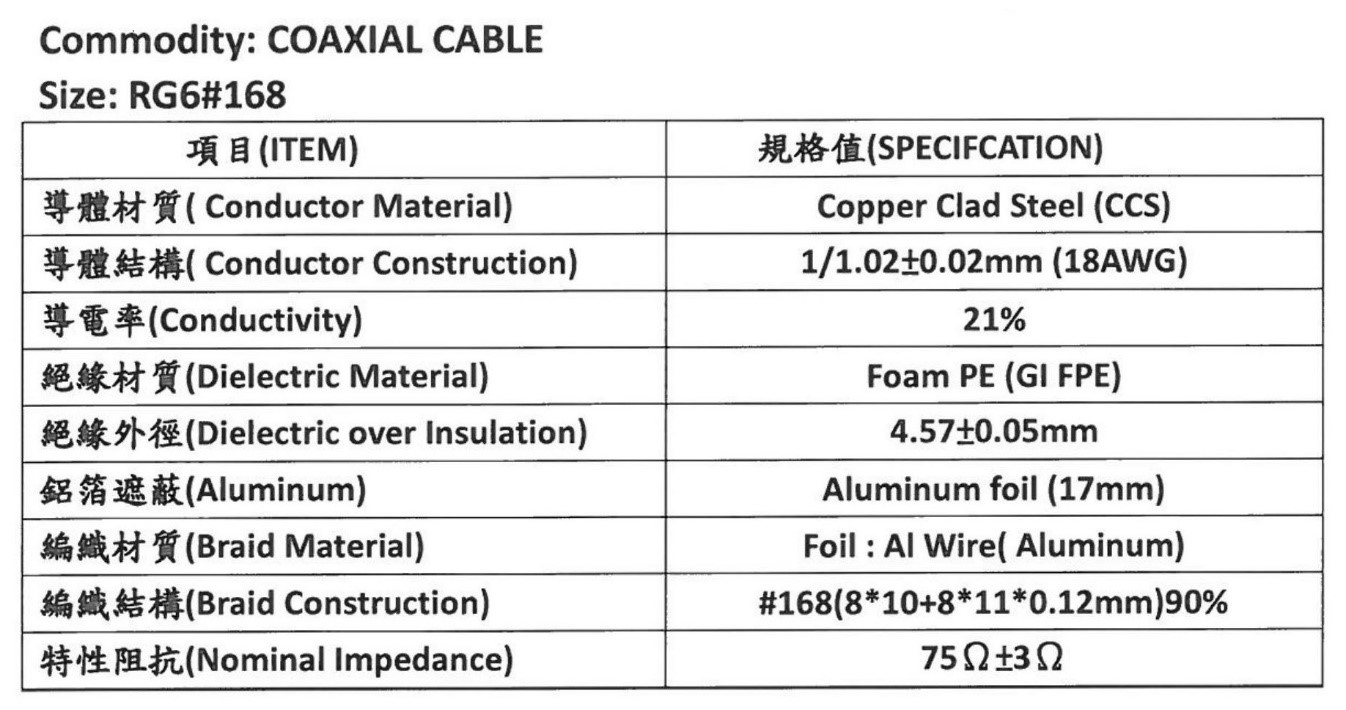 Commodity: COAXIAL CABLE
Size: RG6#168
項目(ITEM) 規格值(SPECIFCATION)
導體材質( Conductor Material) Copper Clad Steel (CCS)
導體結構( Conductor Construction) 1/1.02±0.02mm (18AWG)
導電率(Conductivity) 21%
絕緣材質(Dielectric Material) Foam PE (GI FPE)
絕緣外徑(Dielectric over Insulation) 4.57±0.05mm
鋁箔遮蔽(Aluminum) Aluminum foil (17mm)
編織材質(Braid Material) Foil : Al Wire( Aluminum)
編織結構(Braid Construction) #168(8*10+8*11*0.12mm)90%
特性阻抗(Nominal Impedance) 75Ω±3Ω